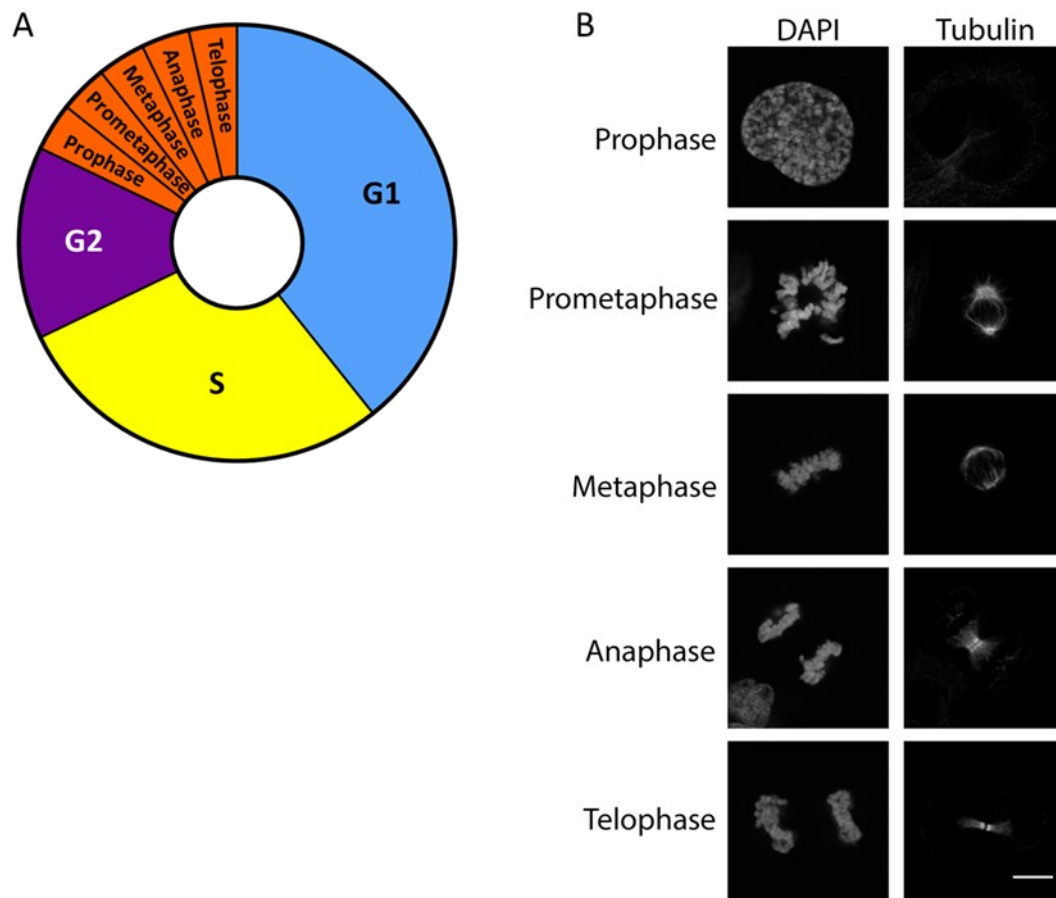 A
Prophase
Prometaphase
Metaphase
Anaphase
Telophase
G1
G2
S
B
DAPI
Tubulin
Prophase
Prometaphase
Metaphase
Anaphase
Telophase